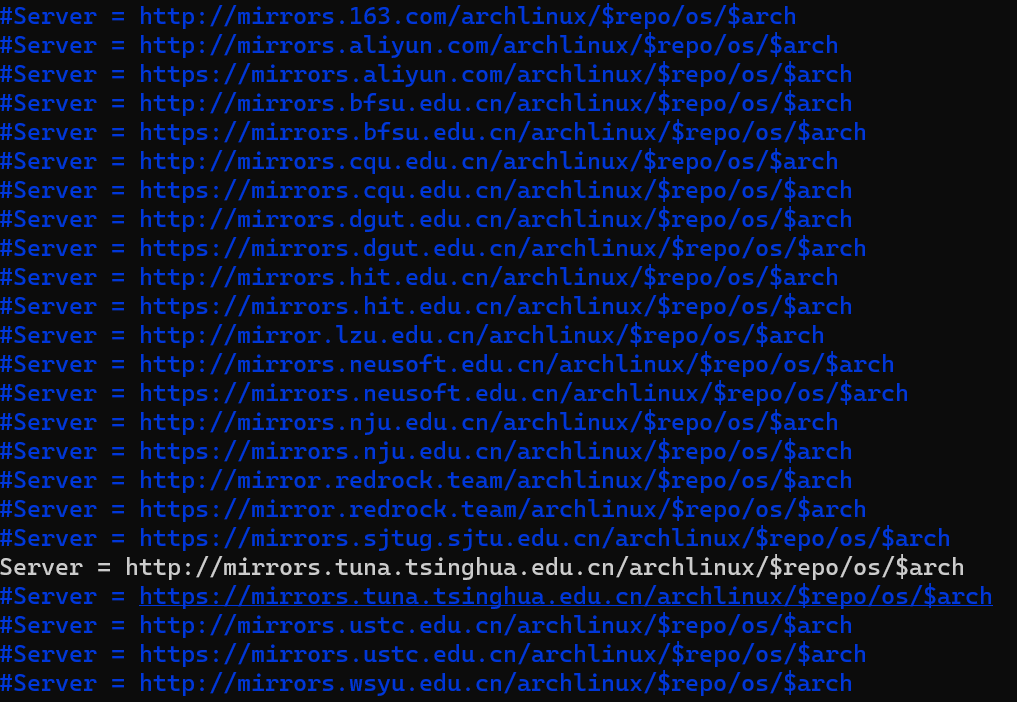 #Server = http://mirrors.163.com/archlinux/$repo/os/$arch
#Server = http://mirrors.aliyun.com/archlinux/$repo/os/$arch
#Server = https://mirrors.aliyun.com/archlinux/$repo/os/$arch
#Server = http://mirrors.bfsu.edu.cn/archlinux/$repo/os/$arch
#Server = https://mirrors.bfsu.edu.cn/archlinux/$repo/os/$arch
#Server = http://mirrors.cqu.edu.cn/archlinux/$repo/os/$arch
#Server = https://mirrors.cqu.edu.cn/archlinux/$repo/os/$arch
#Server = http://mirrors.dgut.edu.cn/archlinux/$repo/os/$arch
#Server = https://mirrors.dgut.edu.cn/archlinux/$repo/os/$arch
#Server = http://mirrors.hit.edu.cn/archlinux/$repo/os/$arch
#Server = https://mirrors.hit.edu.cn/archlinux/$repo/os/$arch
#Server = http://mirror.lzu.edu.cn/archlinux/$repo/os/$arch
#Server = http://mirrors.neusoft.edu.cn/archlinux/$repo/os/$arch
#Server = https://mirrors.neusoft.edu.cn/archlinux/$repo/os/$arch
#Server = http://mirrors.nju.edu.cn/archlinux/$repo/os/$arch
#Server = https://mirrors.nju.edu.cn/archlinux/$repo/os/$arch
#Server = http://mirror.redrock.team/archlinux/$repo/os/$arch
#Server = https://mirror.redrock.team/archlinux/$repo/os/$arch
#Server = https://mirrors.sjtug.sjtu.edu.cn/archlinux/$repo/os/$arch
Server = http://mirrors.tuna.tsinghua.edu.cn/archlinux/$repo/os/$arch
#Server = https://mirrors.tuna.tsinghua.edu.cn/archlinux/$repo/os/$arch
#Server = http://mirrors.ustc.edu.cn/archlinux/$repo/os/$arch
#Server = https://mirrors.ustc.edu.cn/archlinux/$repo/os/$arch
#Server = http://mirrors.wsyu.edu.cn/archlinux/$repo/os/$arch